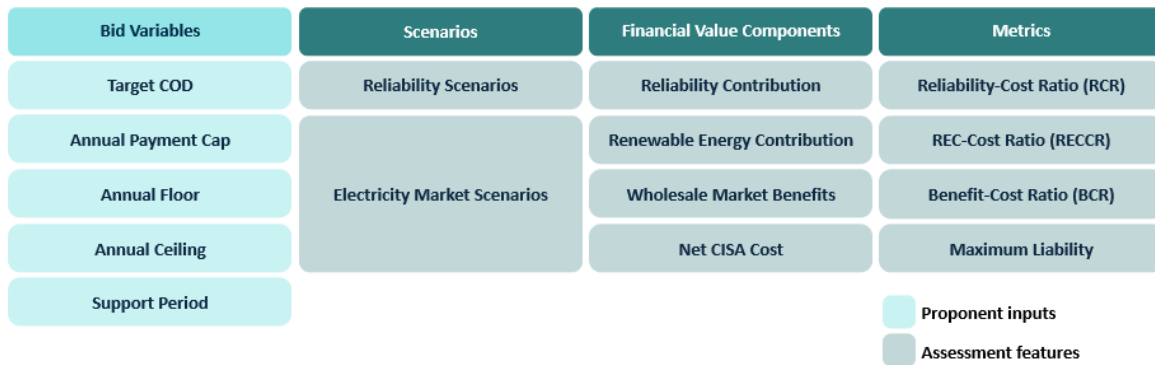 Bid Variables
Scenarios
Financial Value Components
Metrics
Target COD
Reliability Scenarios
Reliability Contribution
Reliability-Cost Ratio (RCR)
Annual Payment Cap
Electricity Market Scenarios
Renewable Energy Contribution
REC-Cost Ratio (RECCR)
Annual Floor
Wholesale Market Benefits
Benefit-Cost Ratio (BCR)
Annual Ceiling
Net CISA Cost
Maximum Liability
Support Period
Proponent inputs
Assessment features